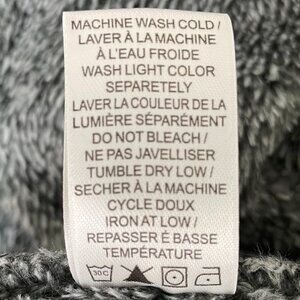 MACHINE WASH COLD /
LAVER À LA MACHINE
À L'EAU FROIDE
WASH LIGHT COLOR
SEPARETELY
LAVER LA COULEUR DE LA
LUMIÈRE SÉPARÉMENT
DO NOT BLEACH /
NE PAS JAVELLISER
TUMBLE DRY LOW /
SECHER À LA MACHINE
CYCLE DOUX
IRON AT LOW /
REPASSER È BASSE
TEMPÉRATURE
30 C